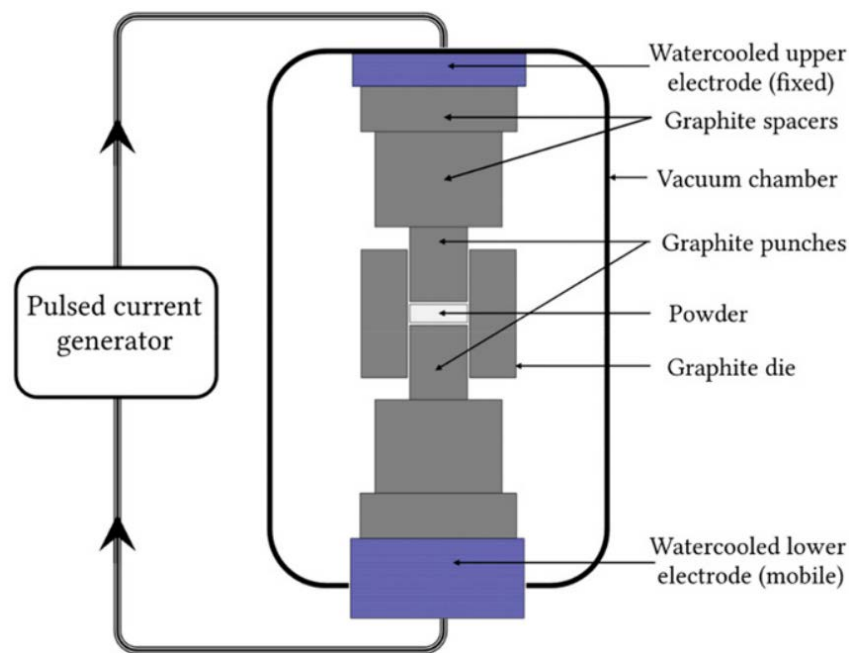 Watercooled upper
electrode (fixed)
Graphite spacers
Vacuum chamber
Graphite punches
Pulsed current
generator
Powder
Graphite die
Watercooled lower
electrode (mobile)